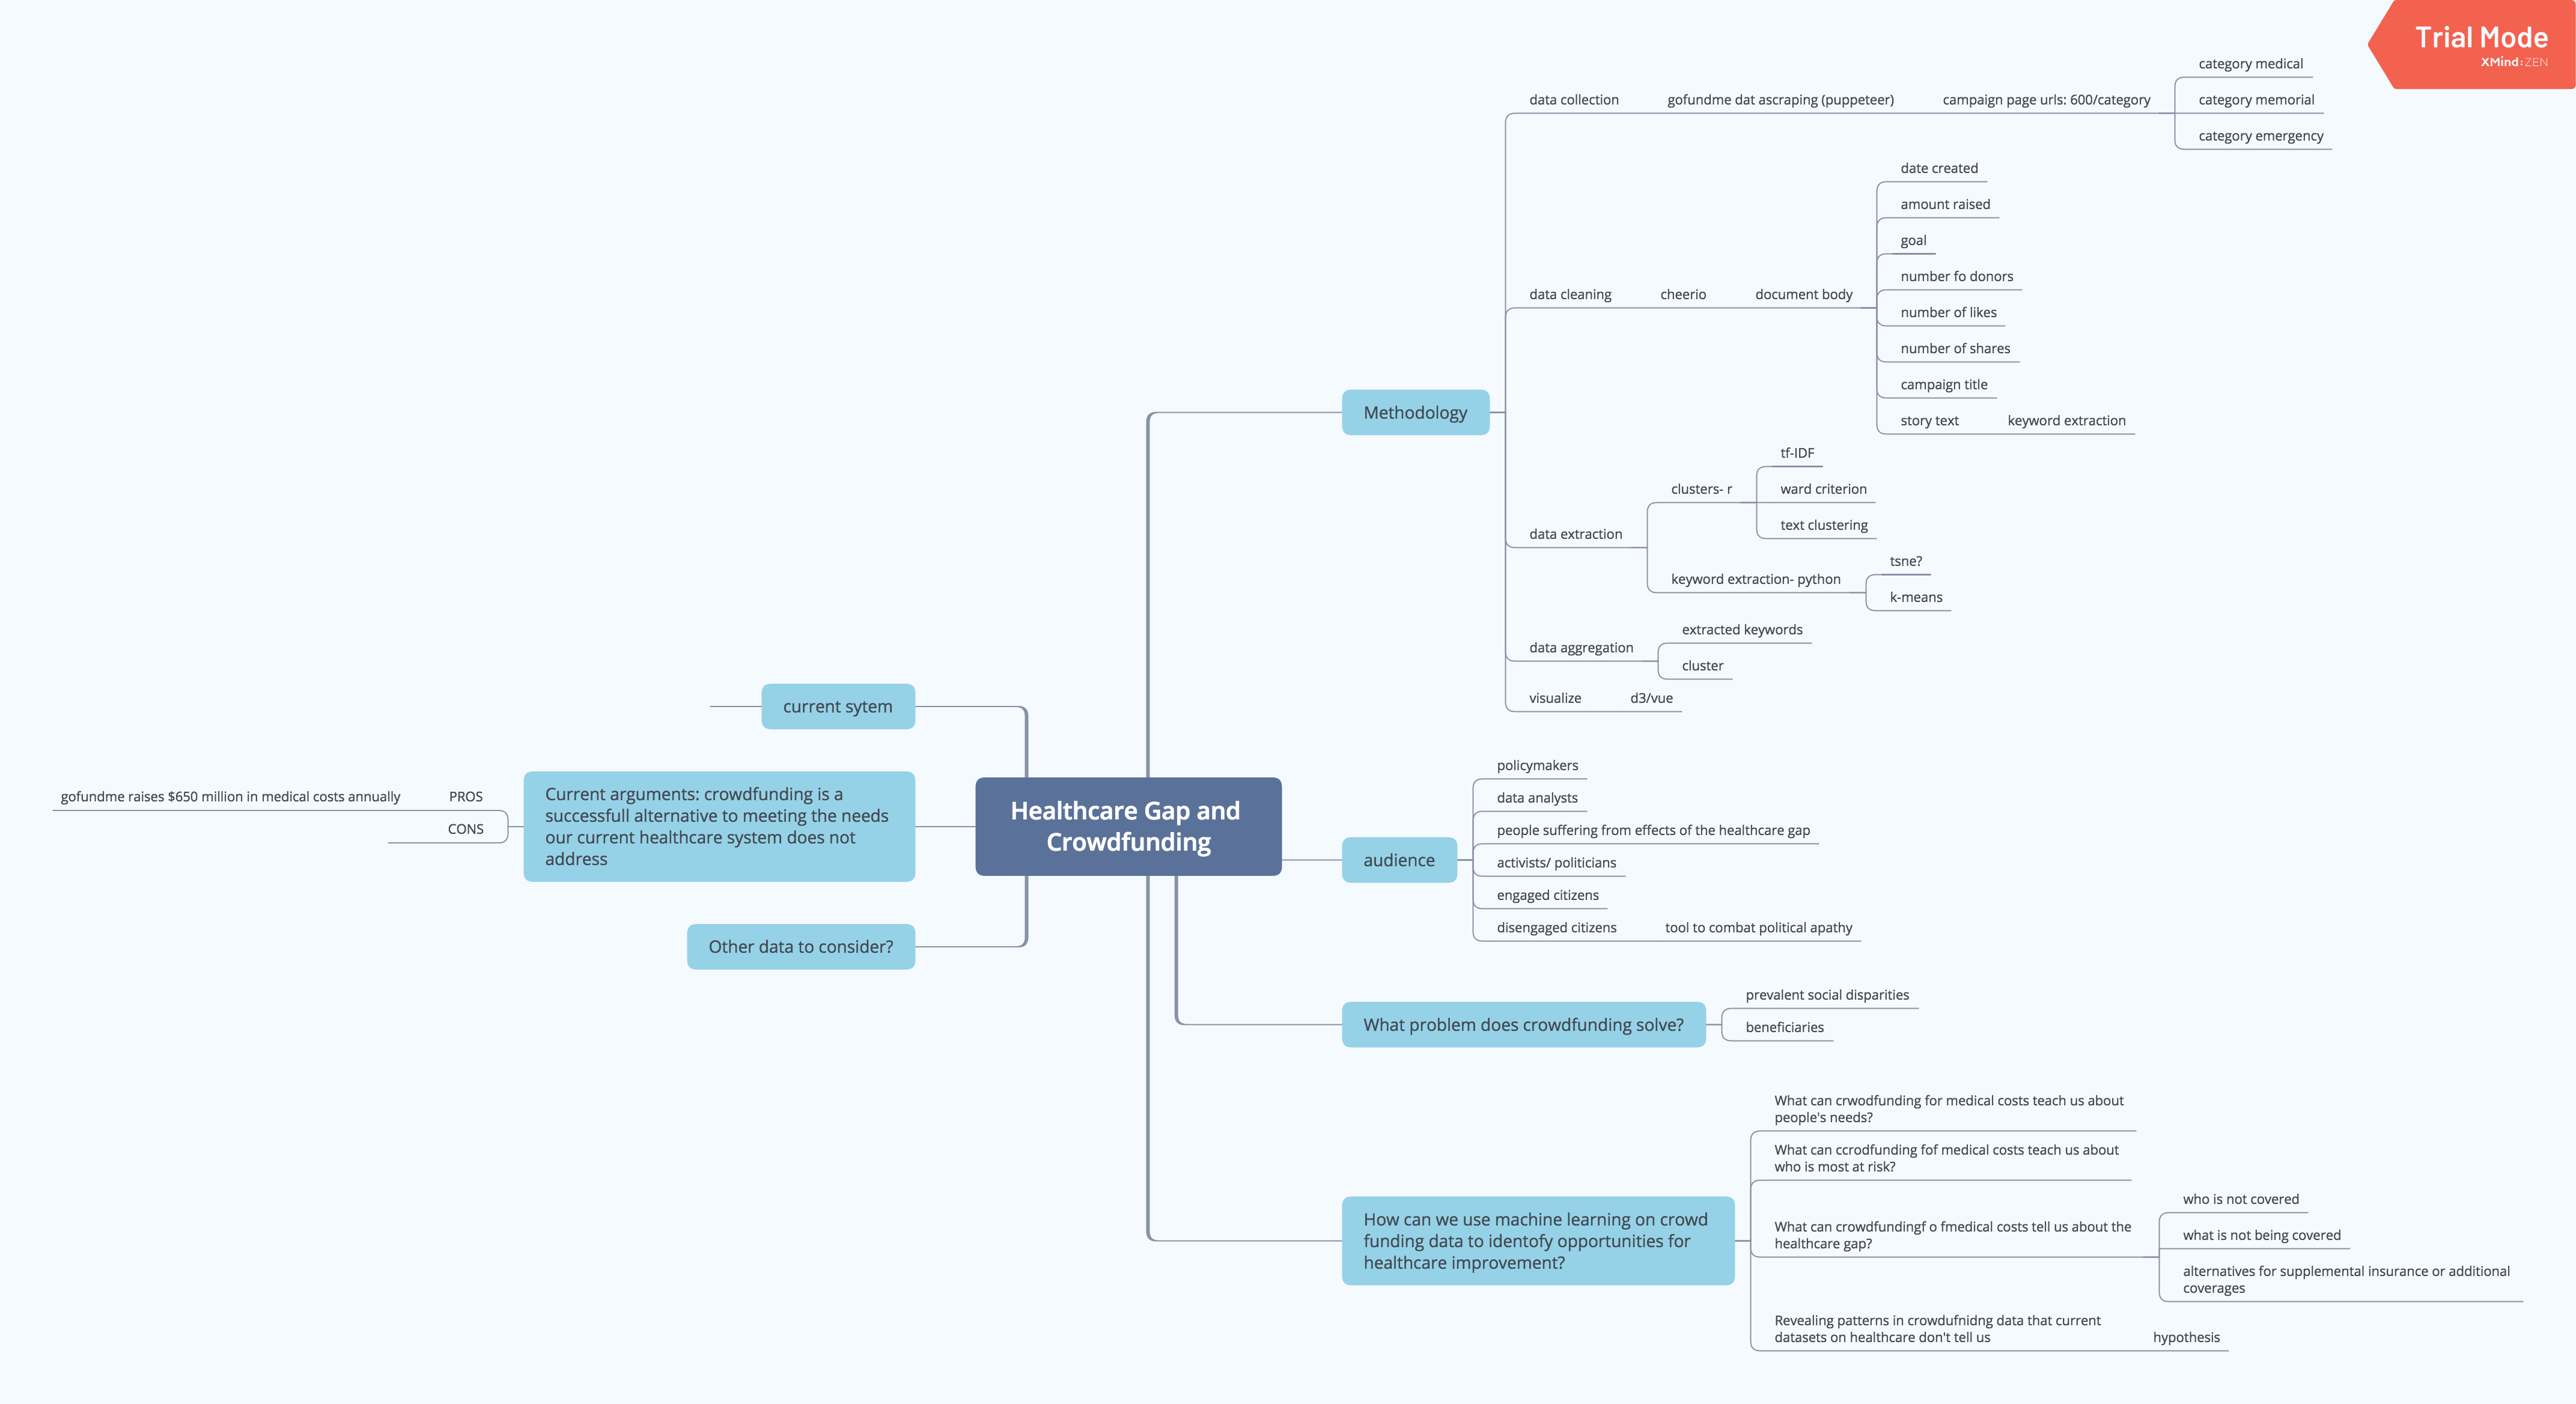 Trial Mode
XMind:ZEN
Healthcare Gap and
Crowdfunding
Methodology
data collection
gofundme dat ascraping (puppeteer)
campaign page urls: 600/category
category medical
category memorial
category emergency
data cleaning
cheerio
document body
date created
amount raised
goal
number fo donors
number of likes
number of shares
campaign title
story text
keyword extraction
data extraction
clusters- r
tf-IDF
ward criterion
text clustering
keyword extraction- python
tsne?
k-means
data aggregation
extracted keywords
cluster
visualize
d3/vue
audience
policymakers
data analysts
people suffering from effects of the healthcare gap
activists/ politicians
engaged citizens
disengaged citizens
tool to combat political apathy
What problem does crowdfunding solve?
prevalent social disparities
beneficiaries
How can we use machine learning on crowd
funding data to identofy opportunities for
healthcare improvement?
What can crwodfunding for medical costs teach us about
people's needs?
What can ccrodfunding fof medical costs teach us about
who is most at risk?
What can crowdfundingf o fmedical costs tell us about the
healthcare gap?
who is not covered
what is not being covered
alternatives for supplemental insurance or additional
coverages
Revealing patterns in crowdufnidng data that current
datasets on healthcare don't tell us
hypothesis
current sytem
Current arguments: crowdfunding is a
successfull alternative to meeting the needs
our current healthcare system does not
address
PROS
gofundme raises $650 million in medical costs annually
CONS
Other data to consider?